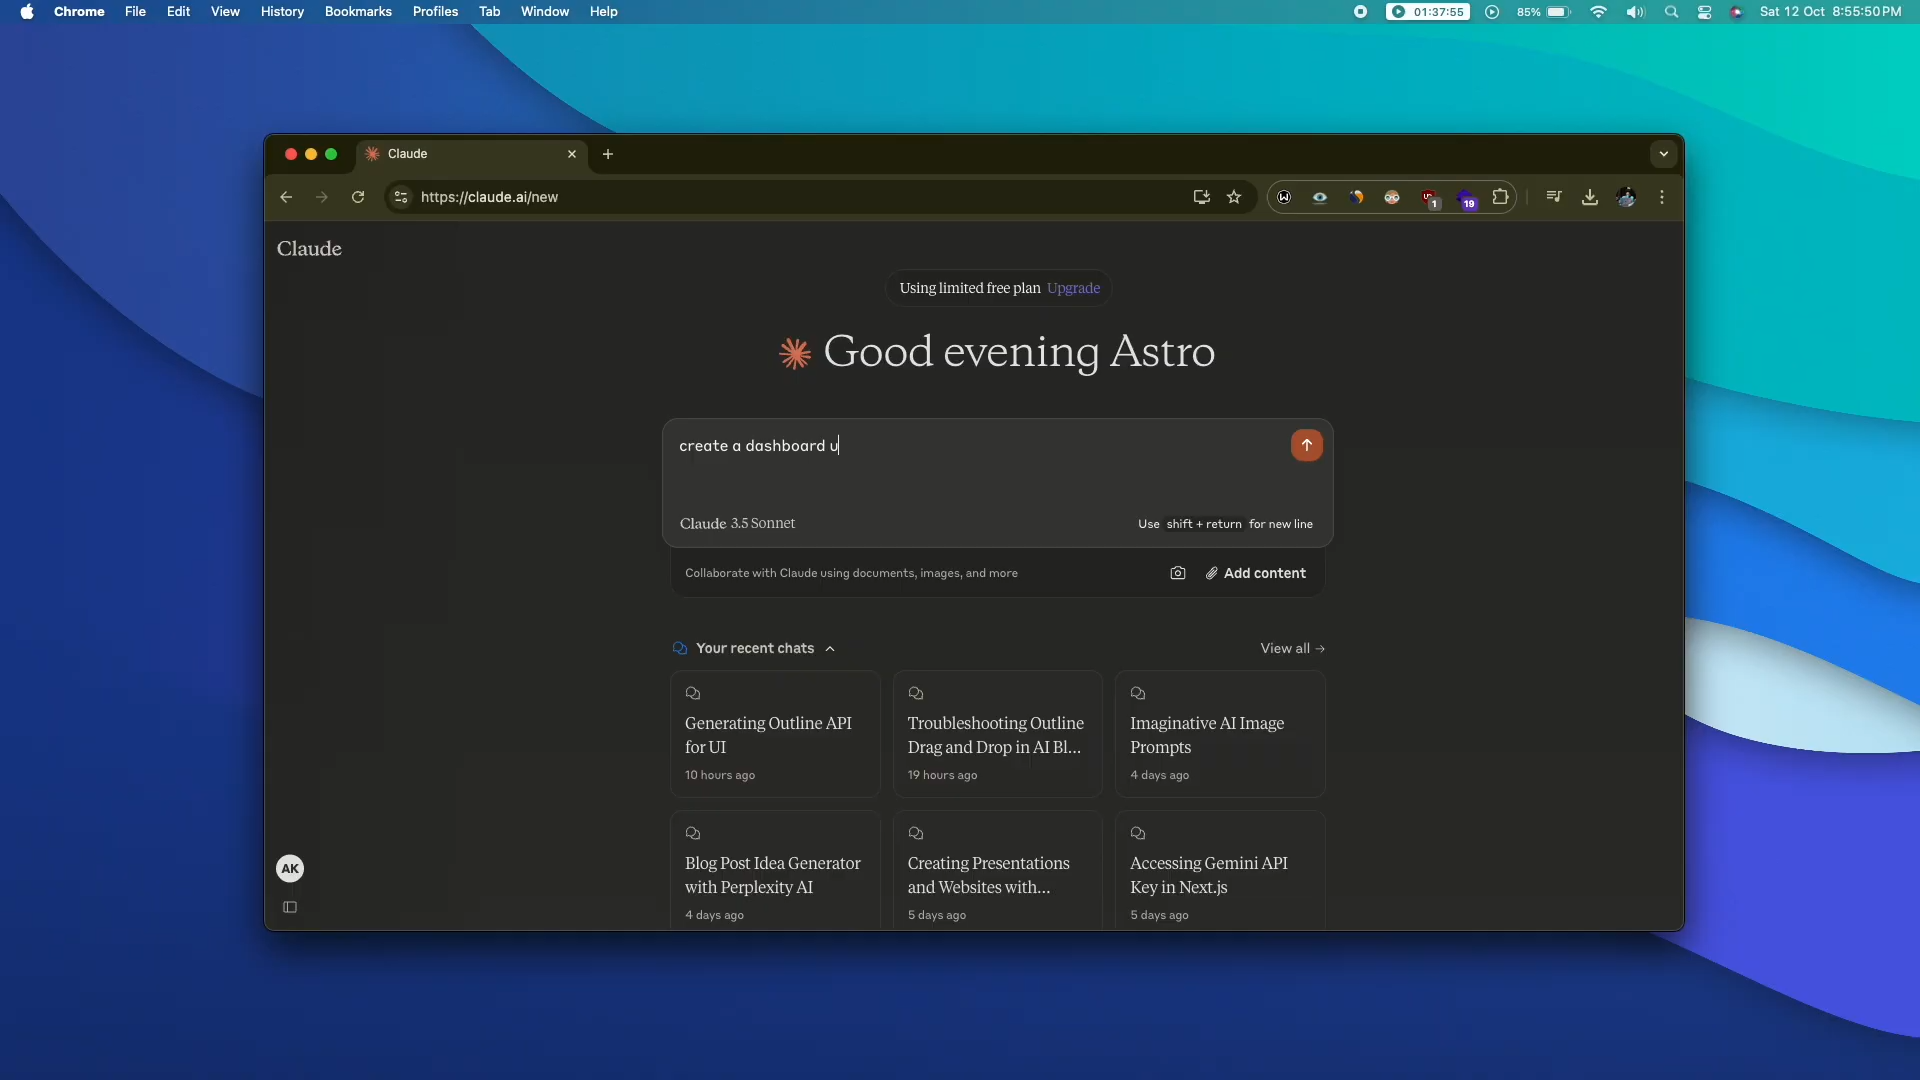 Chrome File Edit View History Bookmarks Profiles Tab Window Help 01:37:55 85% Sat 12 Oct 8:55:50 PM
Claude
https://claude.ai/new 1 19
Claude
Using limited free plan Upgrade
Good evening Astro
create a dashboard u
Claude 3.5 Sonnet Use shift + return for new line
Collaborate with Claude using documents, images, and more Add content
Your recent chats View all →
Generating Outline API
for UI
10 hours ago
Troubleshooting Outline
Drag and Drop in AI Bl...
19 hours ago
Imaginative AI Image
Prompts
4 days ago
Blog Post Idea Generator
with Perplexity AI
4 days ago
Creating Presentations
and Websites with...
5 days ago
Accessing Gemini API
Key in Next.js
5 days ago
AK